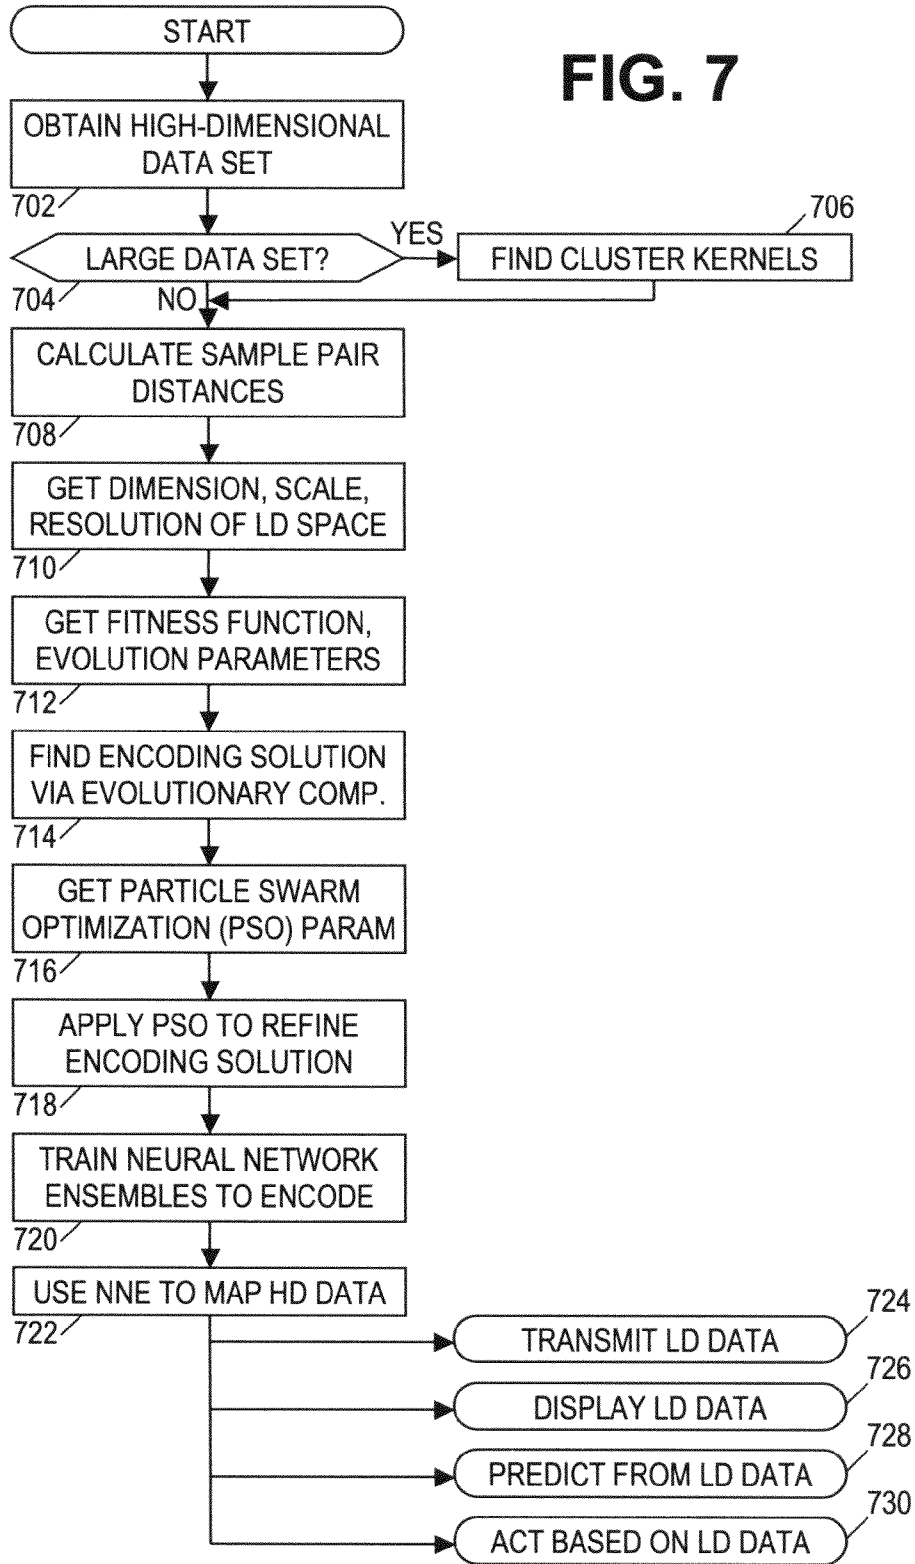 START
FIG. 7
OBTAIN HIGH-DIMENSIONAL
DATA SET
702
706
YES
LARGE DATA SET?
FIND CLUSTER KERNELS
704
NO
CALCULATE SAMPLE PAIR
DISTANCES
708
GET DIMENSION, SCALE,
RESOLUTION OF LD SPACE
710
GET FITNESS FUNCTION,
EVOLUTION PARAMETERS
712
FIND ENCODING SOLUTION
VIA EVOLUTIONARY COMP.
714
GET PARTICLE SWARM
OPTIMIZATION (PSO) PARAM
716
APPLY PSO TO REFINE
ENCODING SOLUTION
718
TRAIN NEURAL NETWORK
ENSEMBLES TO ENCODE
720
USE NNE TO MAP HD DATA
722
724
TRANSMIT LD DATA
726
DISPLAY LD DATA
728
PREDICT FROM LD DATA
730
ACT BASED ON LD DATA